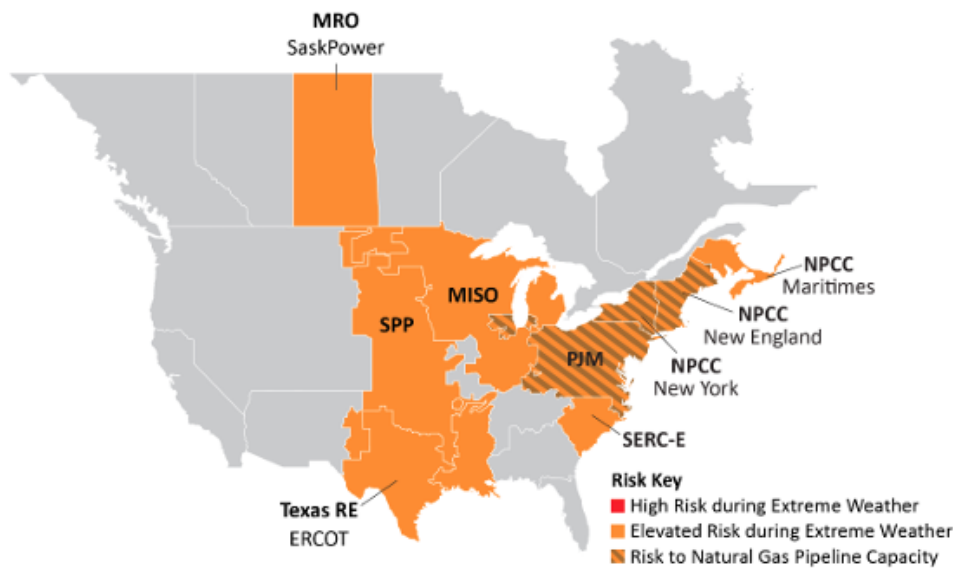 MRO
SaskPower
MISO
SPP
PJM
NPCC
Maritimes
NPCC
New England
NPCC
New York
SERC-E
Texas RE
ERCOT
Risk Key
High Risk during Extreme Weather
Elevated Risk during Extreme Weather
Risk to Natural Gas Pipeline Capacity